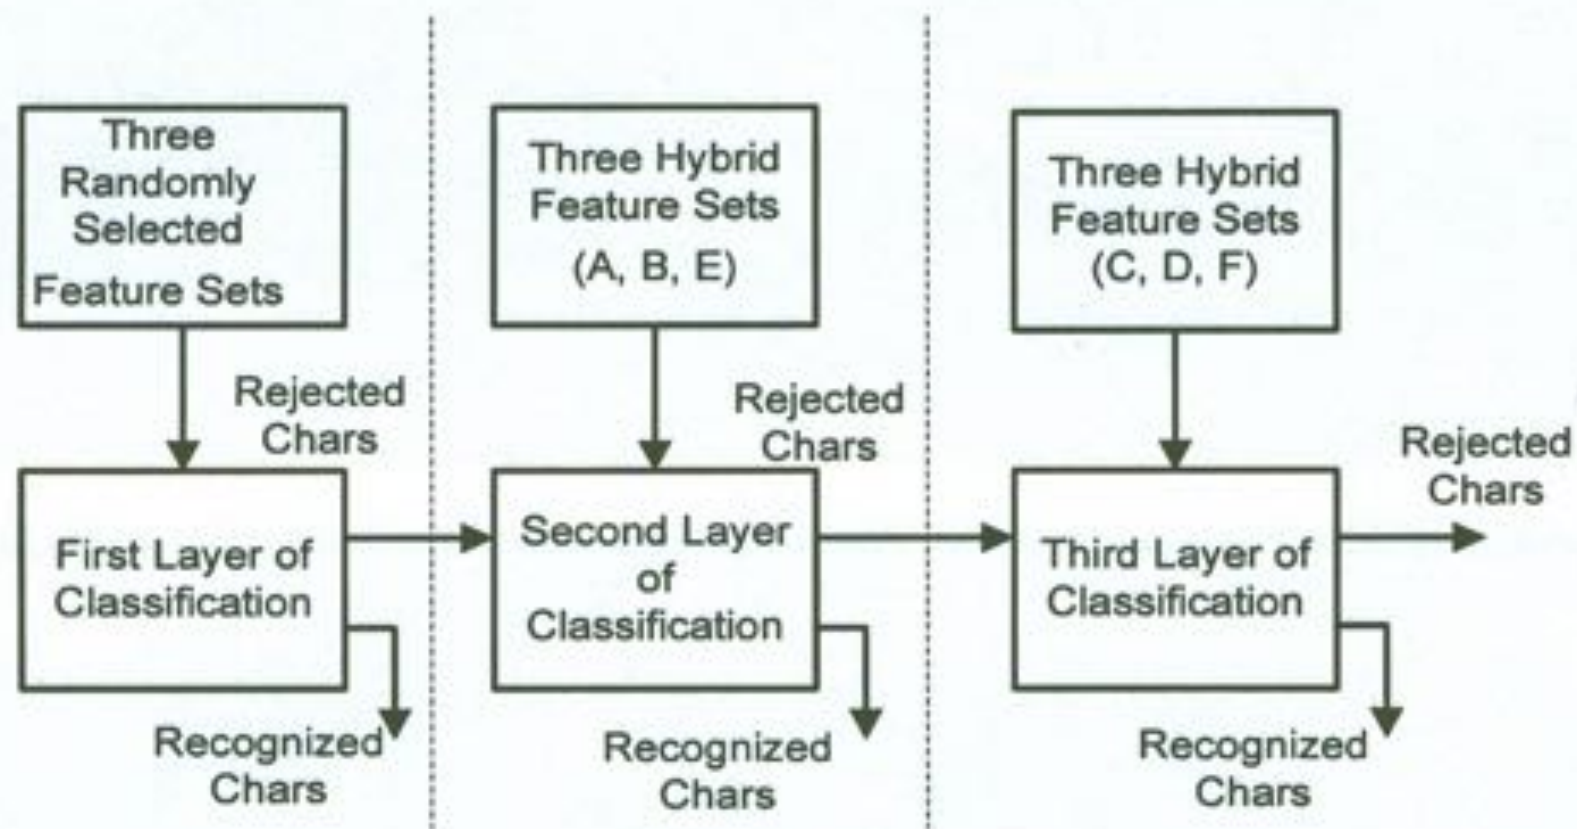 Three
Randomly
Selected
Feature Sets
Three Hybrid
Feature Sets
(A, B, E)
Three Hybrid
Feature Sets
(C, D, F)
Rejected
Chars
Rejected
Chars
Rejected
Chars
First Layer of
Classification
Second Layer
of
Classification
Third Layer of
Classification
Recognized
Chars
Recognized
Chars
Recognized
Chars